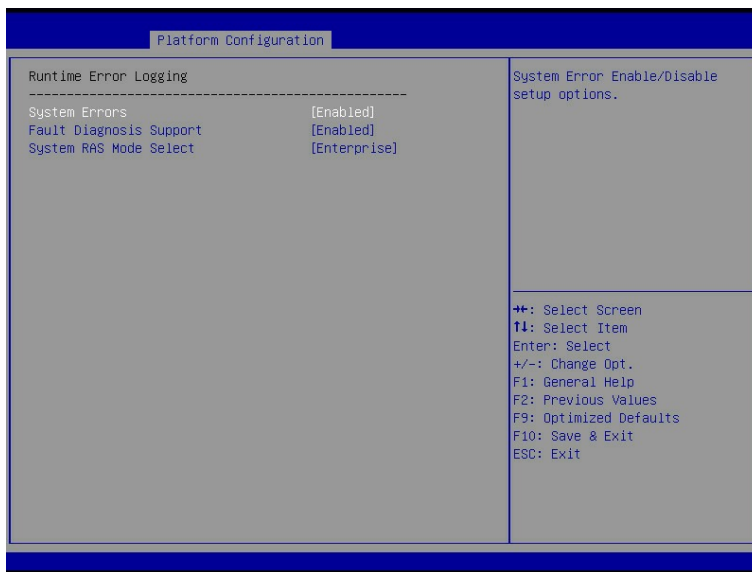 Platform Configuration
Runtime Error Logging
--------------------------------------------------
System Errors [Enabled]
Fault Diagnosis Support [Enabled]
System RAS Mode Select [Enterprise]
System Error Enable/Disable
setup options.
→←: Select Screen
↑↓: Select Item
Enter: Select
+/-: Change Opt.
F1: General Help
F2: Previous Values
F9: Optimized Defaults
F10: Save & Exit
ESC: Exit